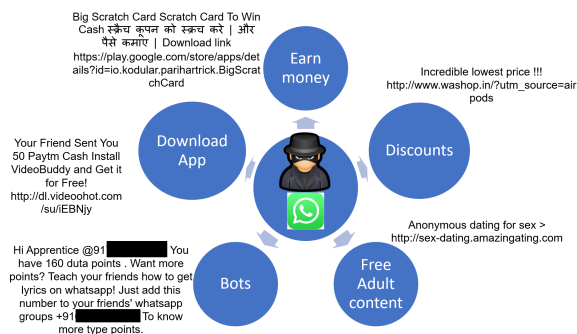 Big Scratch Card Scratch Card To Win
Cash स्क्रैच कूपन को स्क्रच करे | और
पैसे कमाए | Download link
https://play.google.com/store/apps/det
ails?id=io.kodular.parihartrick.BigScrat
chCard
Earn
money
Incredible lowest price !!!
http://www.washop.in/?utm_source=air
pods
Discounts
Your Friend Sent You
50 Paytm Cash Install
VideoBuddy and Get it
for Free!
http://dl.videoohot.com
/su/iEBNjy
Download
App
Anonymous dating for sex >
http://sex-dating.amazingating.com
Free
Adult
content
Hi Apprentice @91 You
have 160 duta points . Want more
points? Teach your friends how to get
lyrics on whatsapp! Just add this
number to your friends' whatsapp
groups +91 To know
more type points.
Bots